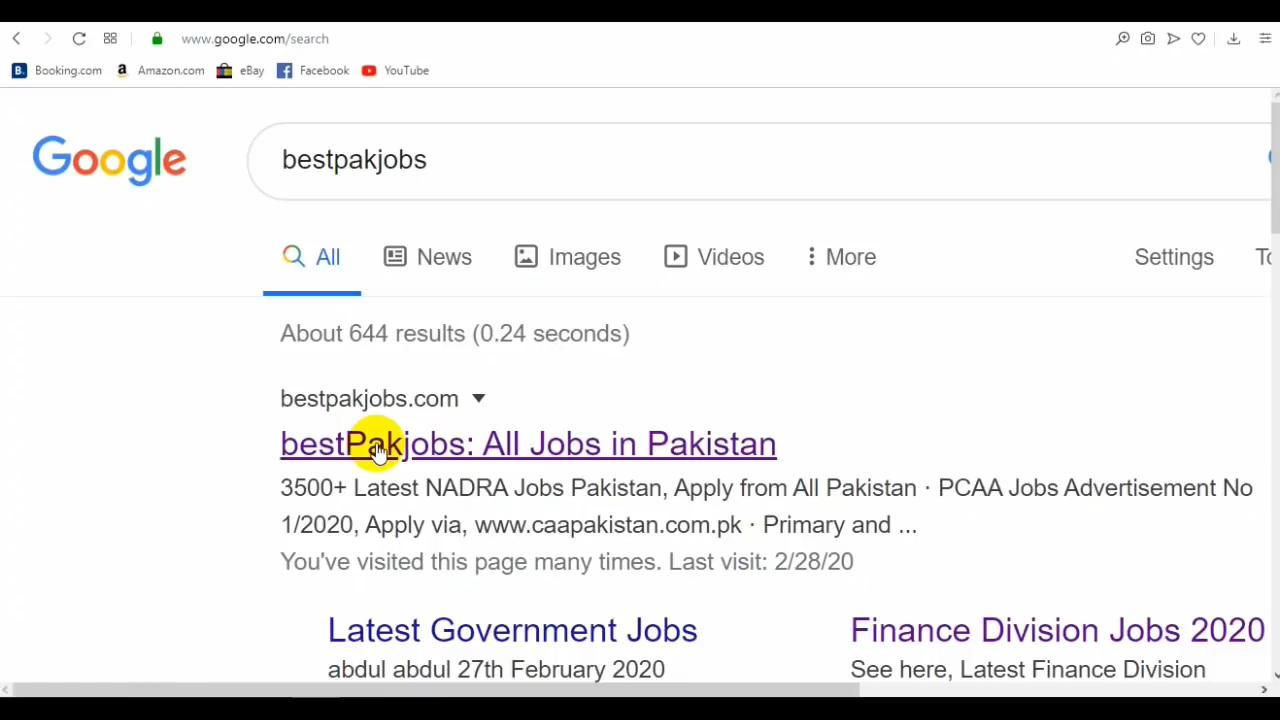 www.google.com/search
B. Booking.com a Amazon.com eBay Facebook YouTube
Google
bestpakjobs
All News Images Videos More Settings
About 644 results (0.24 seconds)
bestpakjobs.com
bestPakjobs: All Jobs in Pakistan
3500+ Latest NADRA Jobs Pakistan, Apply from All Pakistan · PCAA Jobs Advertisement No
1/2020, Apply via, www.caapakistan.com.pk · Primary and ...
You've visited this page many times. Last visit: 2/28/20
Latest Government Jobs Finance Division Jobs 2020
abdul abdul 27th February 2020 See here, Latest Finance Division